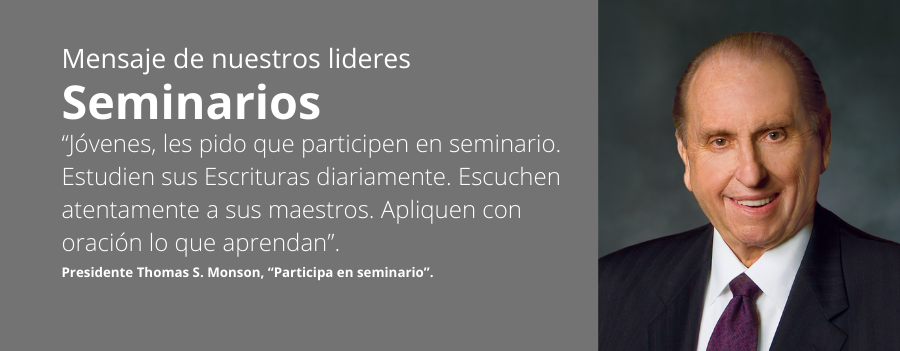 Mensaje de nuestros lideres
Seminarios
“Jóvenes, les pido que participen en seminario.
Estudien sus Escrituras diariamente. Escuchen
atentamente a sus maestros. Apliquen con
oración lo que aprendan”.
Presidente Thomas S. Monson, “Participa en seminario”.